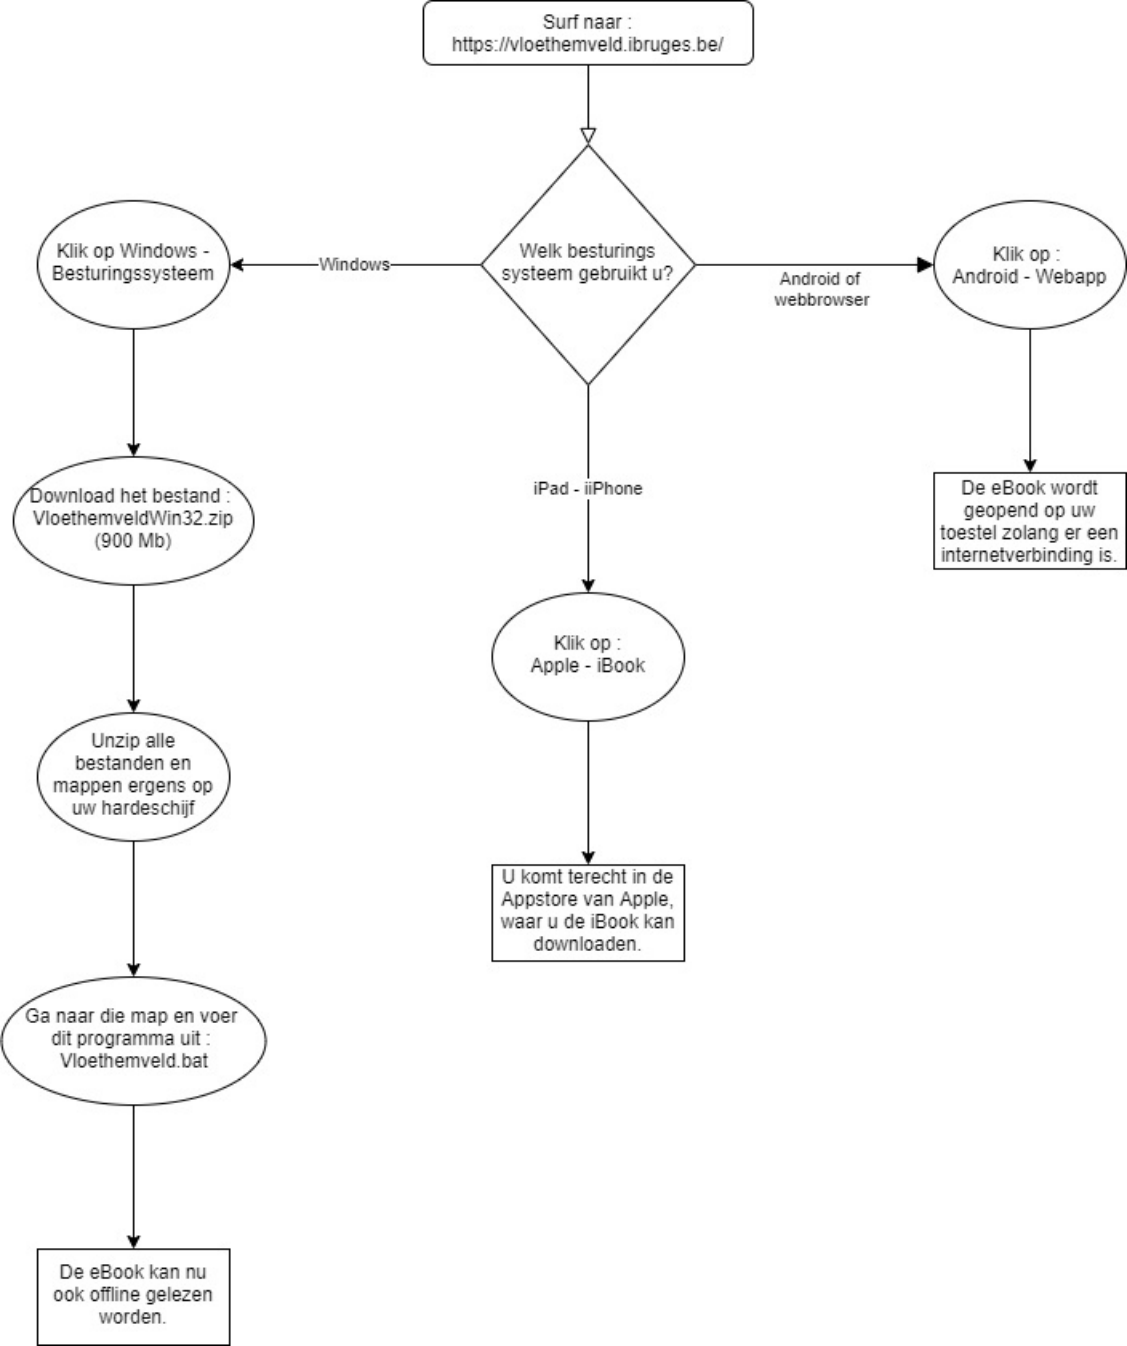 Surf naar :
https://vloethemveld.ibruges.be/
Welk besturings
systeem gebruikt u?
Windows
Klik op Windows -
Besturingssysteem
Download het bestand :
VloethemveldWin32.zip
(900 Mb)
Unzip alle
bestanden en
mappen ergens op
uw hardeschijf
Ga naar die map en voer
dit programma uit :
Vloethemveld.bat
De eBook kan nu
ook offline gelezen
worden.
iPad - iiPhone
Klik op :
Apple - iBook
U komt terecht in de
Appstore van Apple,
waar u de iBook kan
downloaden.
Android of
webbrowser
Klik op :
Android - Webapp
De eBook wordt
geopend op uw
toestel zolang er een
internetverbinding is.